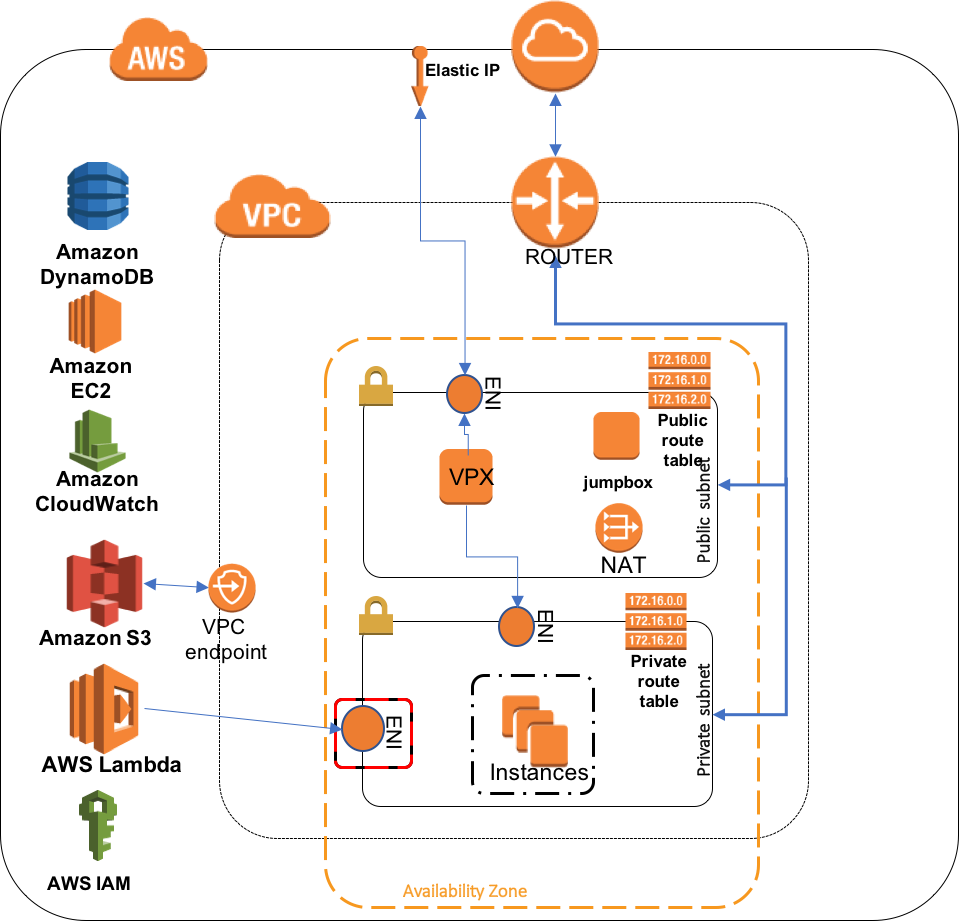 AWS
Elastic IP
VPC
ROUTER
Amazon
DynamoDB
Amazon
EC2
Amazon
CloudWatch
Amazon S3
VPC
endpoint
AWS Lambda
AWS IAM
ENI
172.16.0.0
172.16.1.0
172.16.2.0
Public
route
table
VPX
jumpbox
NAT
Public subnet
ENI
172.16.0.0
172.16.1.0
172.16.2.0
Private
route
table
Private subnet
ENI
Instances
Availability Zone